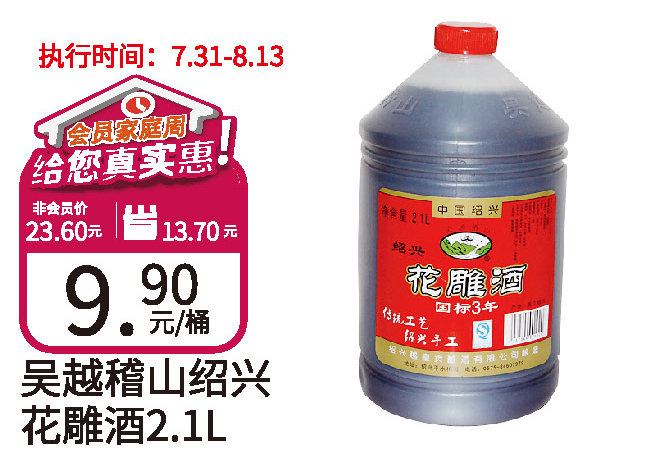 执行时间：7.31-8.13
会员家庭周
给您真实惠！
非会员价
23.60元
省 13.70元
9.90
元/桶
吴越稽山绍兴
花雕酒2.1L
净含量:2.1L
中国绍兴
绍兴
花雕酒
国标3年
传统工艺
绍兴手工